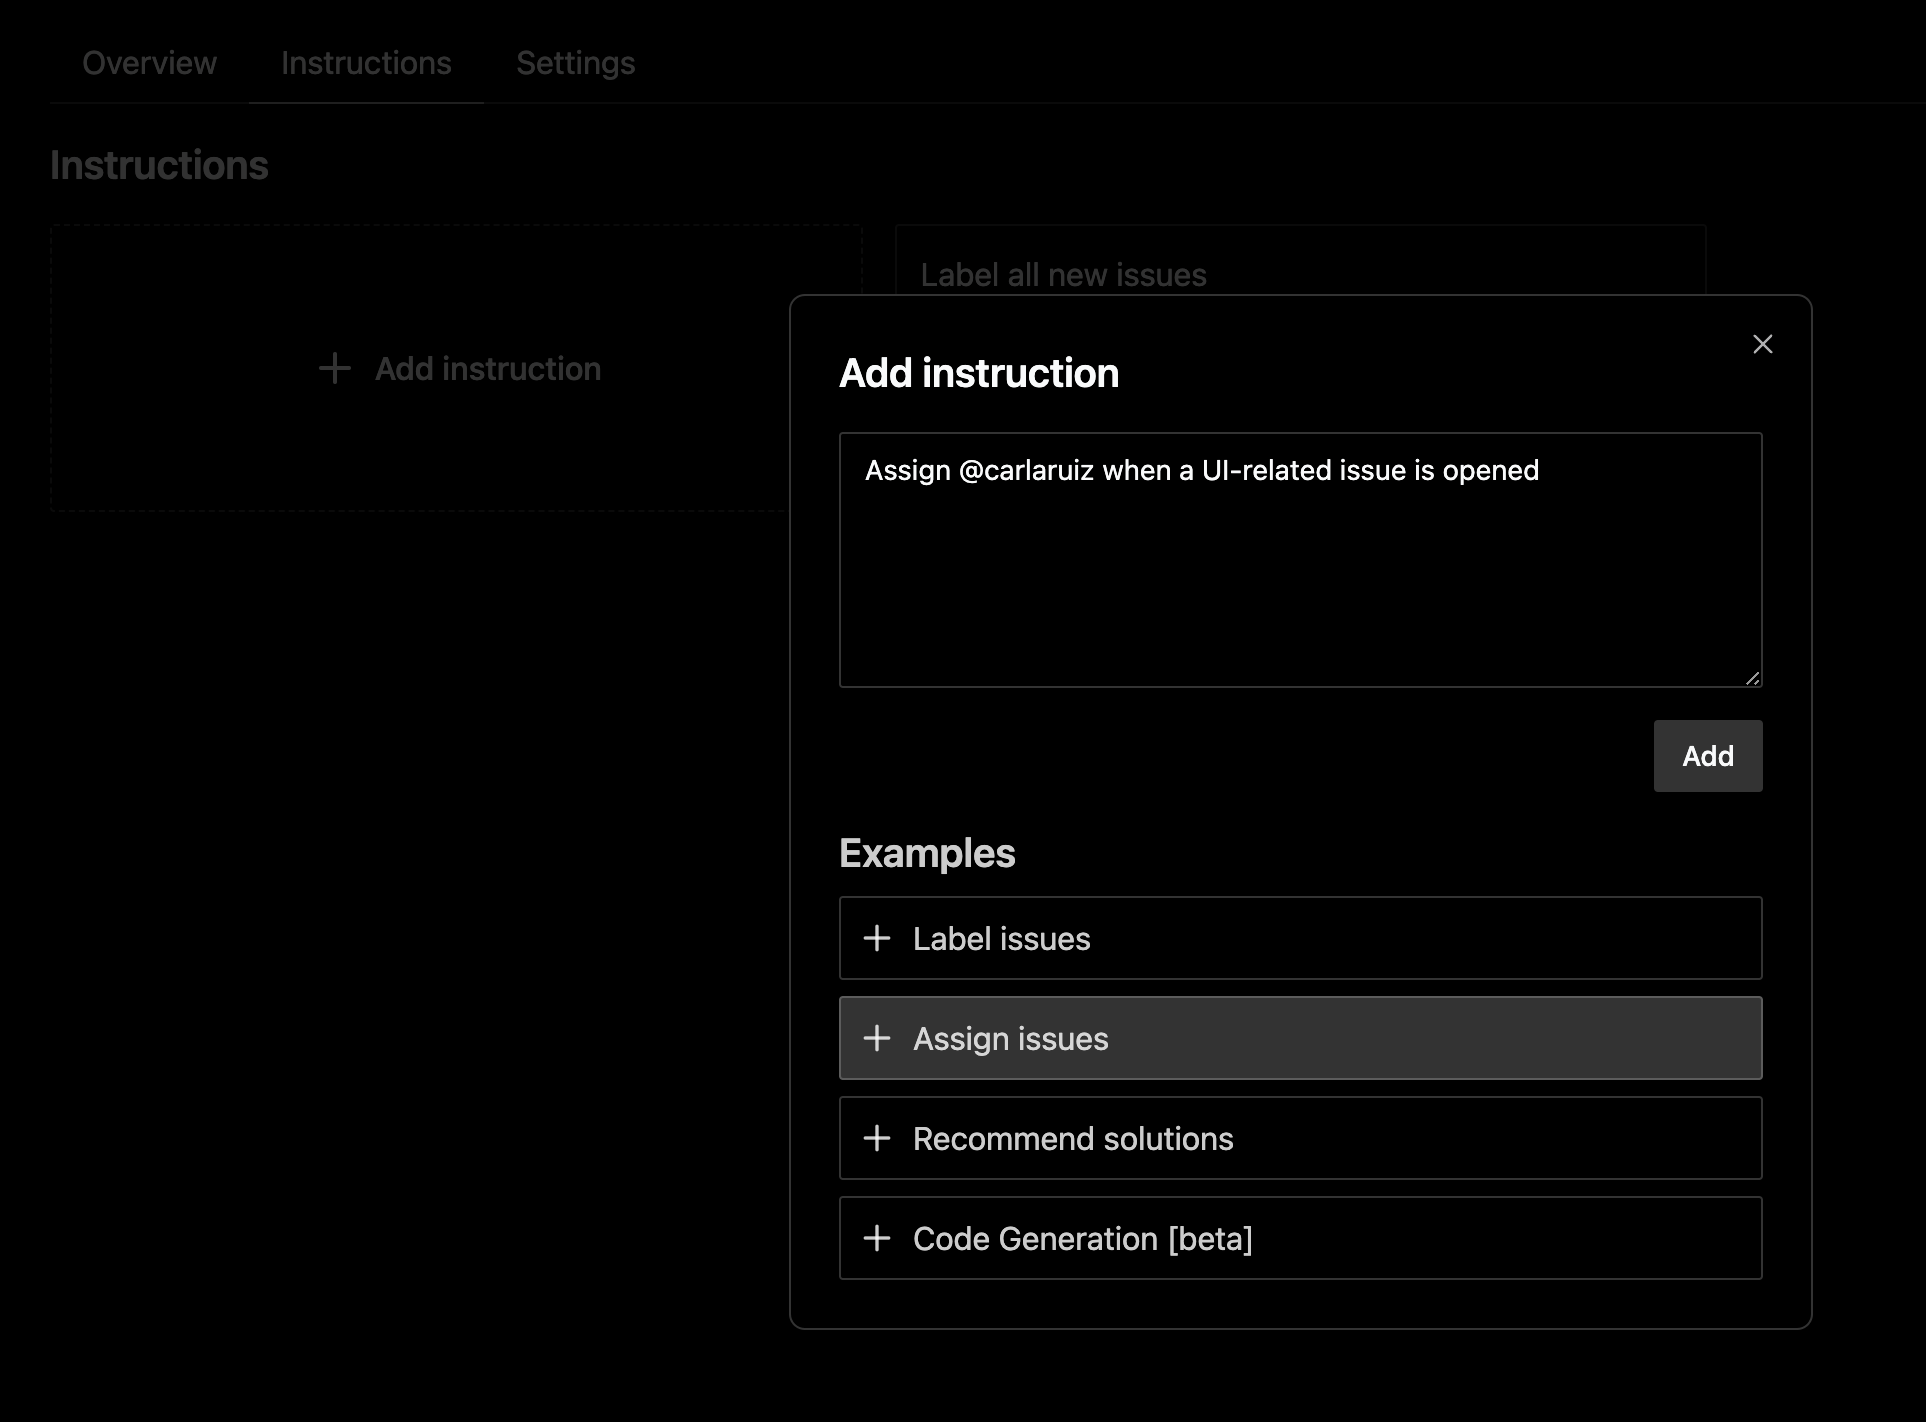 Overview Instructions Settings
Instructions
Label all new issues
Add instruction
Add instruction
Assign @carlaruiz when a UI-related issue is opened
Add
Examples
Label issues
Assign issues
Recommend solutions
Code Generation [beta]